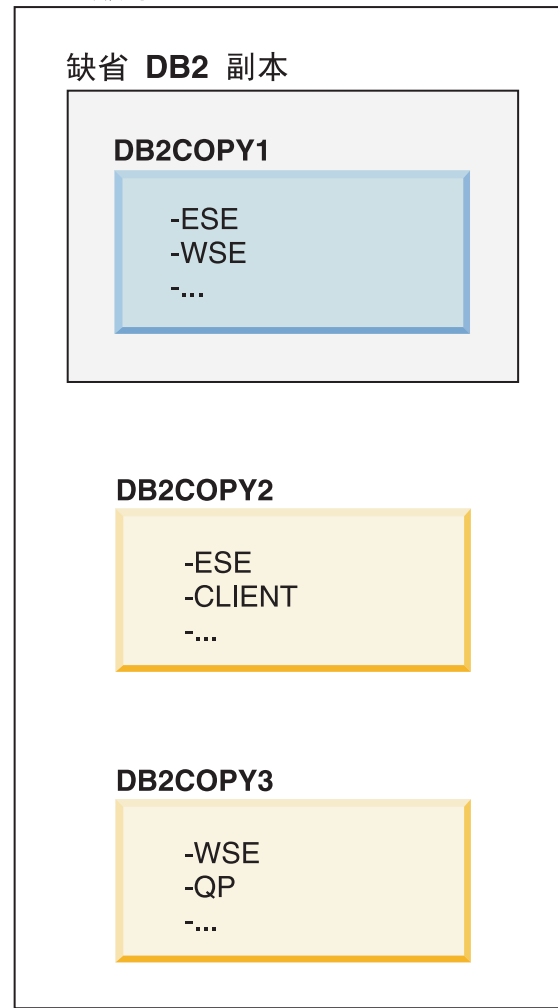 缺省 DB2 副本
DB2COPY1
-ESE
-WSE
-...
DB2COPY2
-ESE
-CLIENT
-...
DB2COPY3
-WSE
-QP
-...